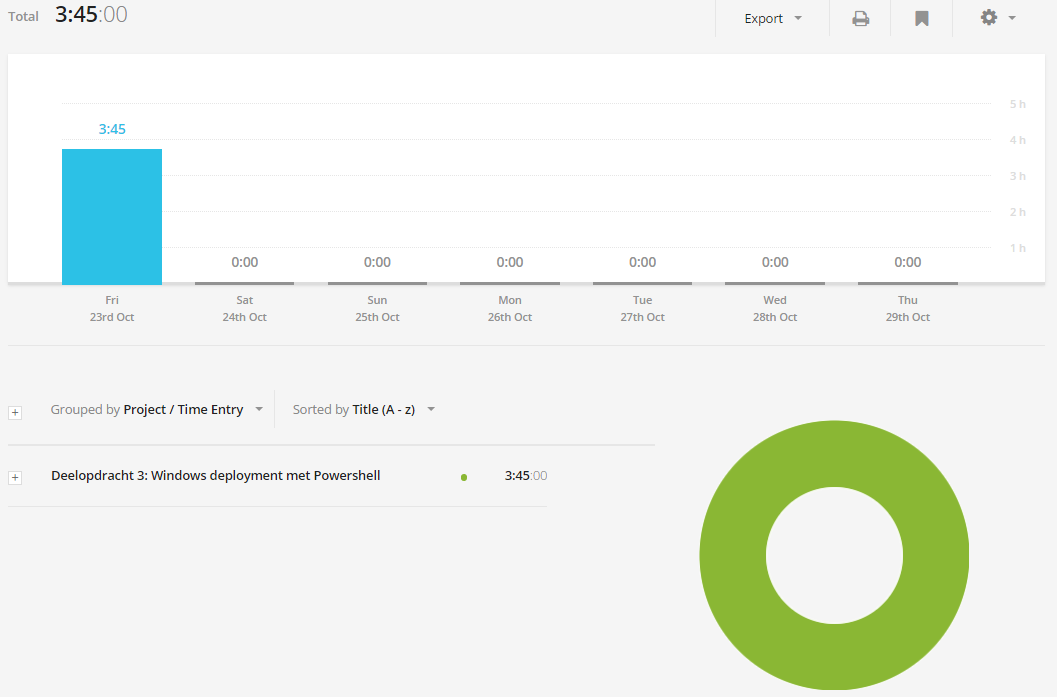 Total 3:45:00
Export
5 h
3:45
4 h
3 h
2 h
1 h
0:00 0:00 0:00 0:00 0:00 0:00
Fri Sat Sun Mon Tue Wed Thu
23rd Oct 24th Oct 25th Oct 26th Oct 27th Oct 28th Oct 29th Oct
+ Grouped by Project / Time Entry Sorted by Title (A - z)
+ Deelopdracht 3: Windows deployment met Powershell 3:45:00